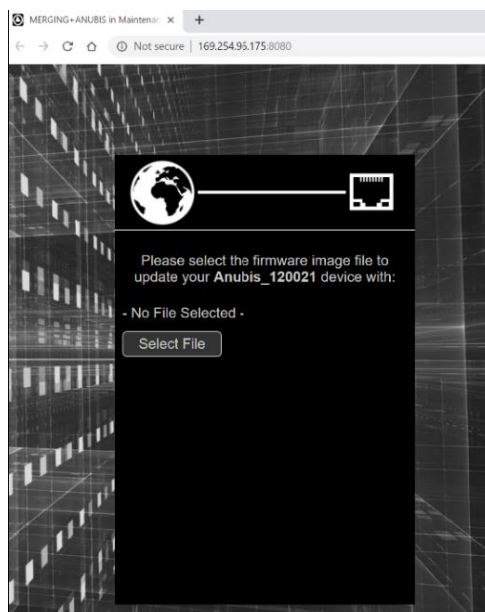 MERGING+ANUBIS in Maintenan
Not secure | 169.254.95.175:8080
Please select the firmware image file to
update your Anubis_120021 device with:
- No File Selected -
Select File